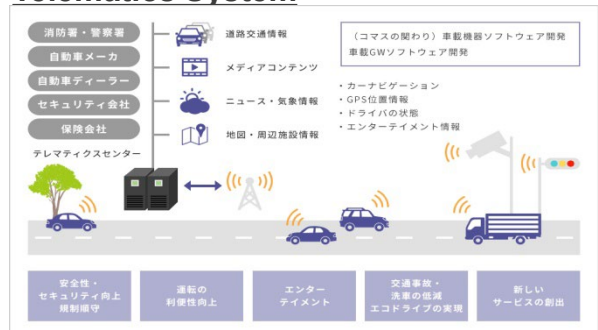 Telematics System
消防署・警察署
自動車メーカ
自動車ディーラー
セキュリティ会社
保険会社
テレマティクスセンター
道路交通情報
メディアコンテンツ
ニュース・気象情報
地図・周辺施設情報
(コマスの関わり)車載機器ソフトウェア開発
車載GWソフトウェア開発
・カーナビゲーション
・GPS位置情報
・ドライバの状態
・エンターテイメント情報
安全性・
セキュリティ向上
規制順守
運転の
利便性向上
エンター
テイメント
交通事故・
洗車の低減
エコドライブの実現
新しい
サービスの創出